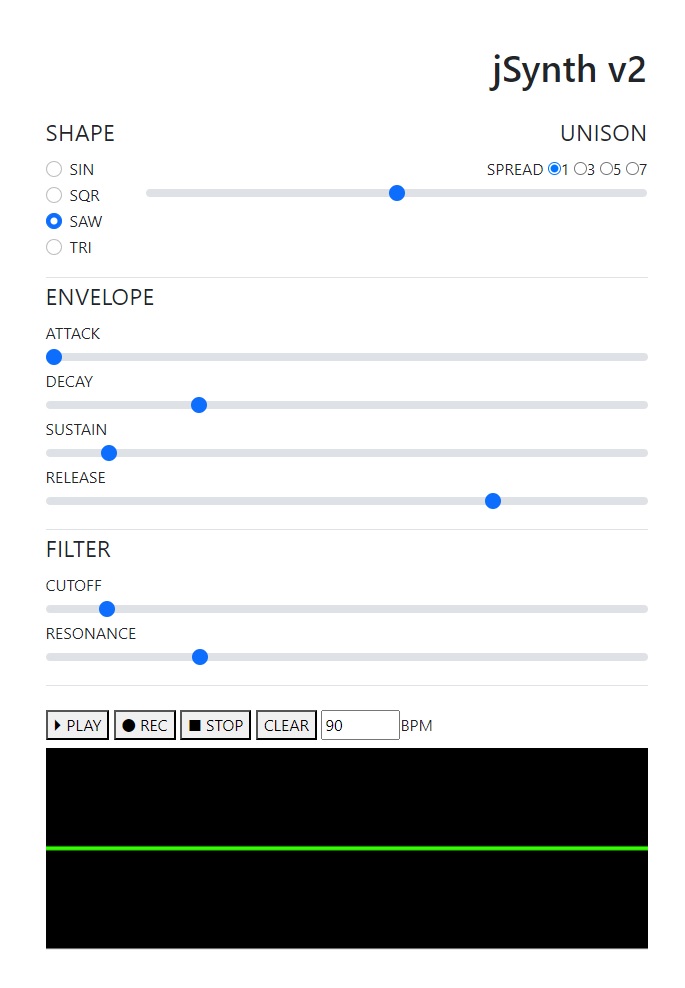 jSynth v2
SHAPE UNISON
SIN SPREAD 1 3 5 7
SQR
SAW
TRI
ENVELOPE
ATTACK
DECAY
SUSTAIN
RELEASE
FILTER
CUTOFF
RESONANCE
PLAY REC STOP CLEAR 90 BPM